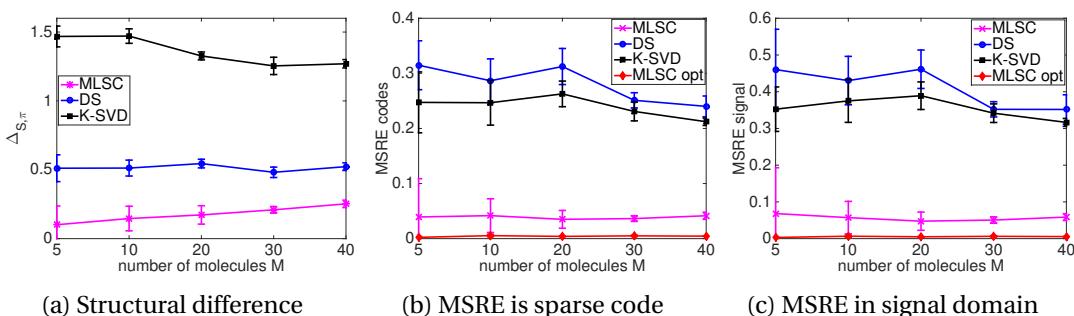 1.5
1
0.5
0
Δ_{S,π}
MLSC
DS
K-SVD
5 10 20 30 40
number of molecules M
(a) Structural difference
0.4
0.3
0.2
0.1
0
MSRE codes
MLSC
DS
K-SVD
MLSC opt
5 10 20 30 40
number of molecules M
(b) MSRE is sparse code
0.6
0.5
0.4
0.3
0.2
0.1
0
MSRE signal
MLSC
DS
K-SVD
MLSC opt
5 10 20 30 40
number of molecules M
(c) MSRE in signal domain